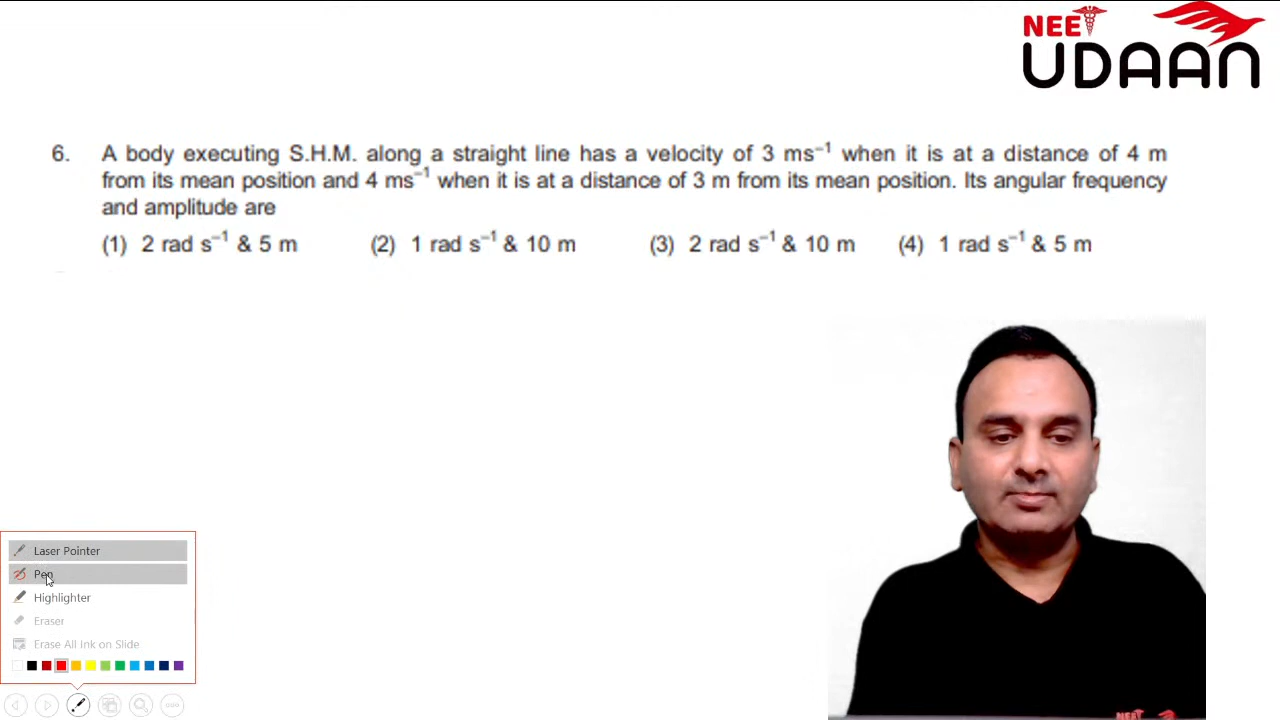 NEET
UDAAN
6. A body executing S.H.M. along a straight line has a velocity of 3 ms⁻¹ when it is at a distance of 4 m
from its mean position and 4 ms⁻¹ when it is at a distance of 3 m from its mean position. Its angular frequency
and amplitude are
(1) 2 rad s⁻¹ & 5 m (2) 1 rad s⁻¹ & 10 m (3) 2 rad s⁻¹ & 10 m (4) 1 rad s⁻¹ & 5 m
Laser Pointer
Pen
Highlighter
Eraser
Erase All Ink on Slide
NEET